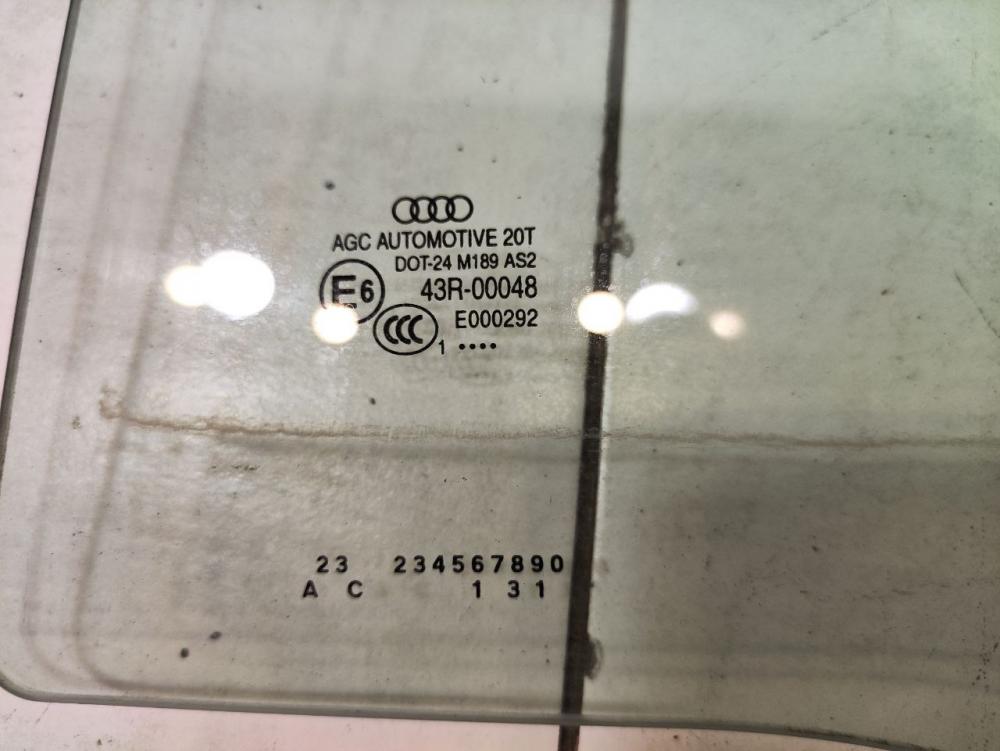 AGC AUTOMOTIVE 20T
DOT-24 M189 AS2
E6 43R-00048
CCC E000292
1 ••••
23 234567890
A C 1 3 1